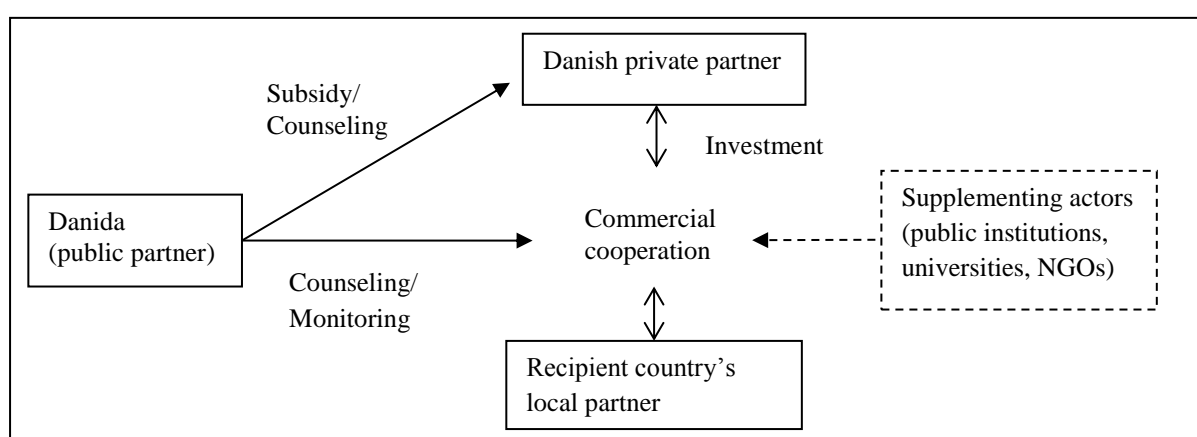 Danish private partner
Subsidy/
Counseling
Investment
Danida
(public partner)
Commercial
cooperation
Supplementing actors
(public institutions,
universities, NGOs)
Counseling/
Monitoring
Recipient country's
local partner